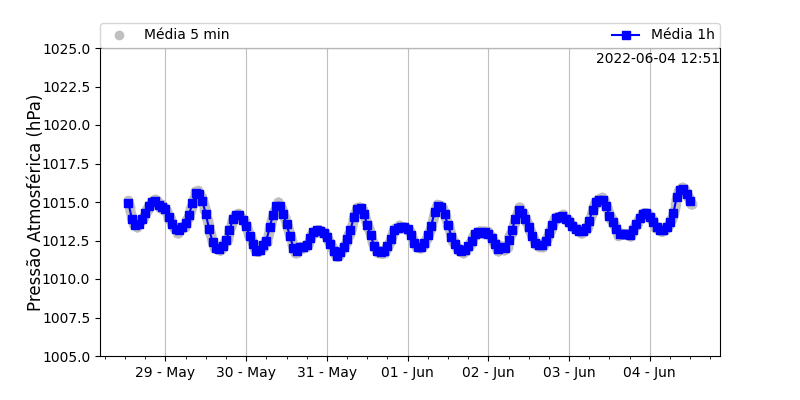 Média 5 min
Média 1h
2022-06-04 12:51
Pressão Atmosférica (hPa)
1025.0
1022.5
1020.0
1017.5
1015.0
1012.5
1010.0
1007.5
1005.0
29 - May
30 - May
31 - May
01 - Jun
02 - Jun
03 - Jun
04 - Jun